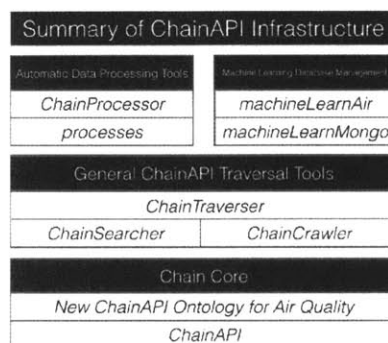 Summary of ChainAPI Infrastructure
Automatic Data Processing Tools
Machine Learning Database Management
ChainProcessor
machineLearnAir
processes
machineLearnMongo
General ChainAPI Traversal Tools
ChainTraverser
ChainSearcher
ChainCrawler
Chain Core
New ChainAPI Ontology for Air Quality
ChainAPI